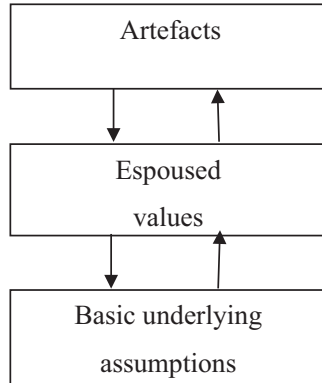 Artefacts
Espoused
values
Basic underlying
assumptions